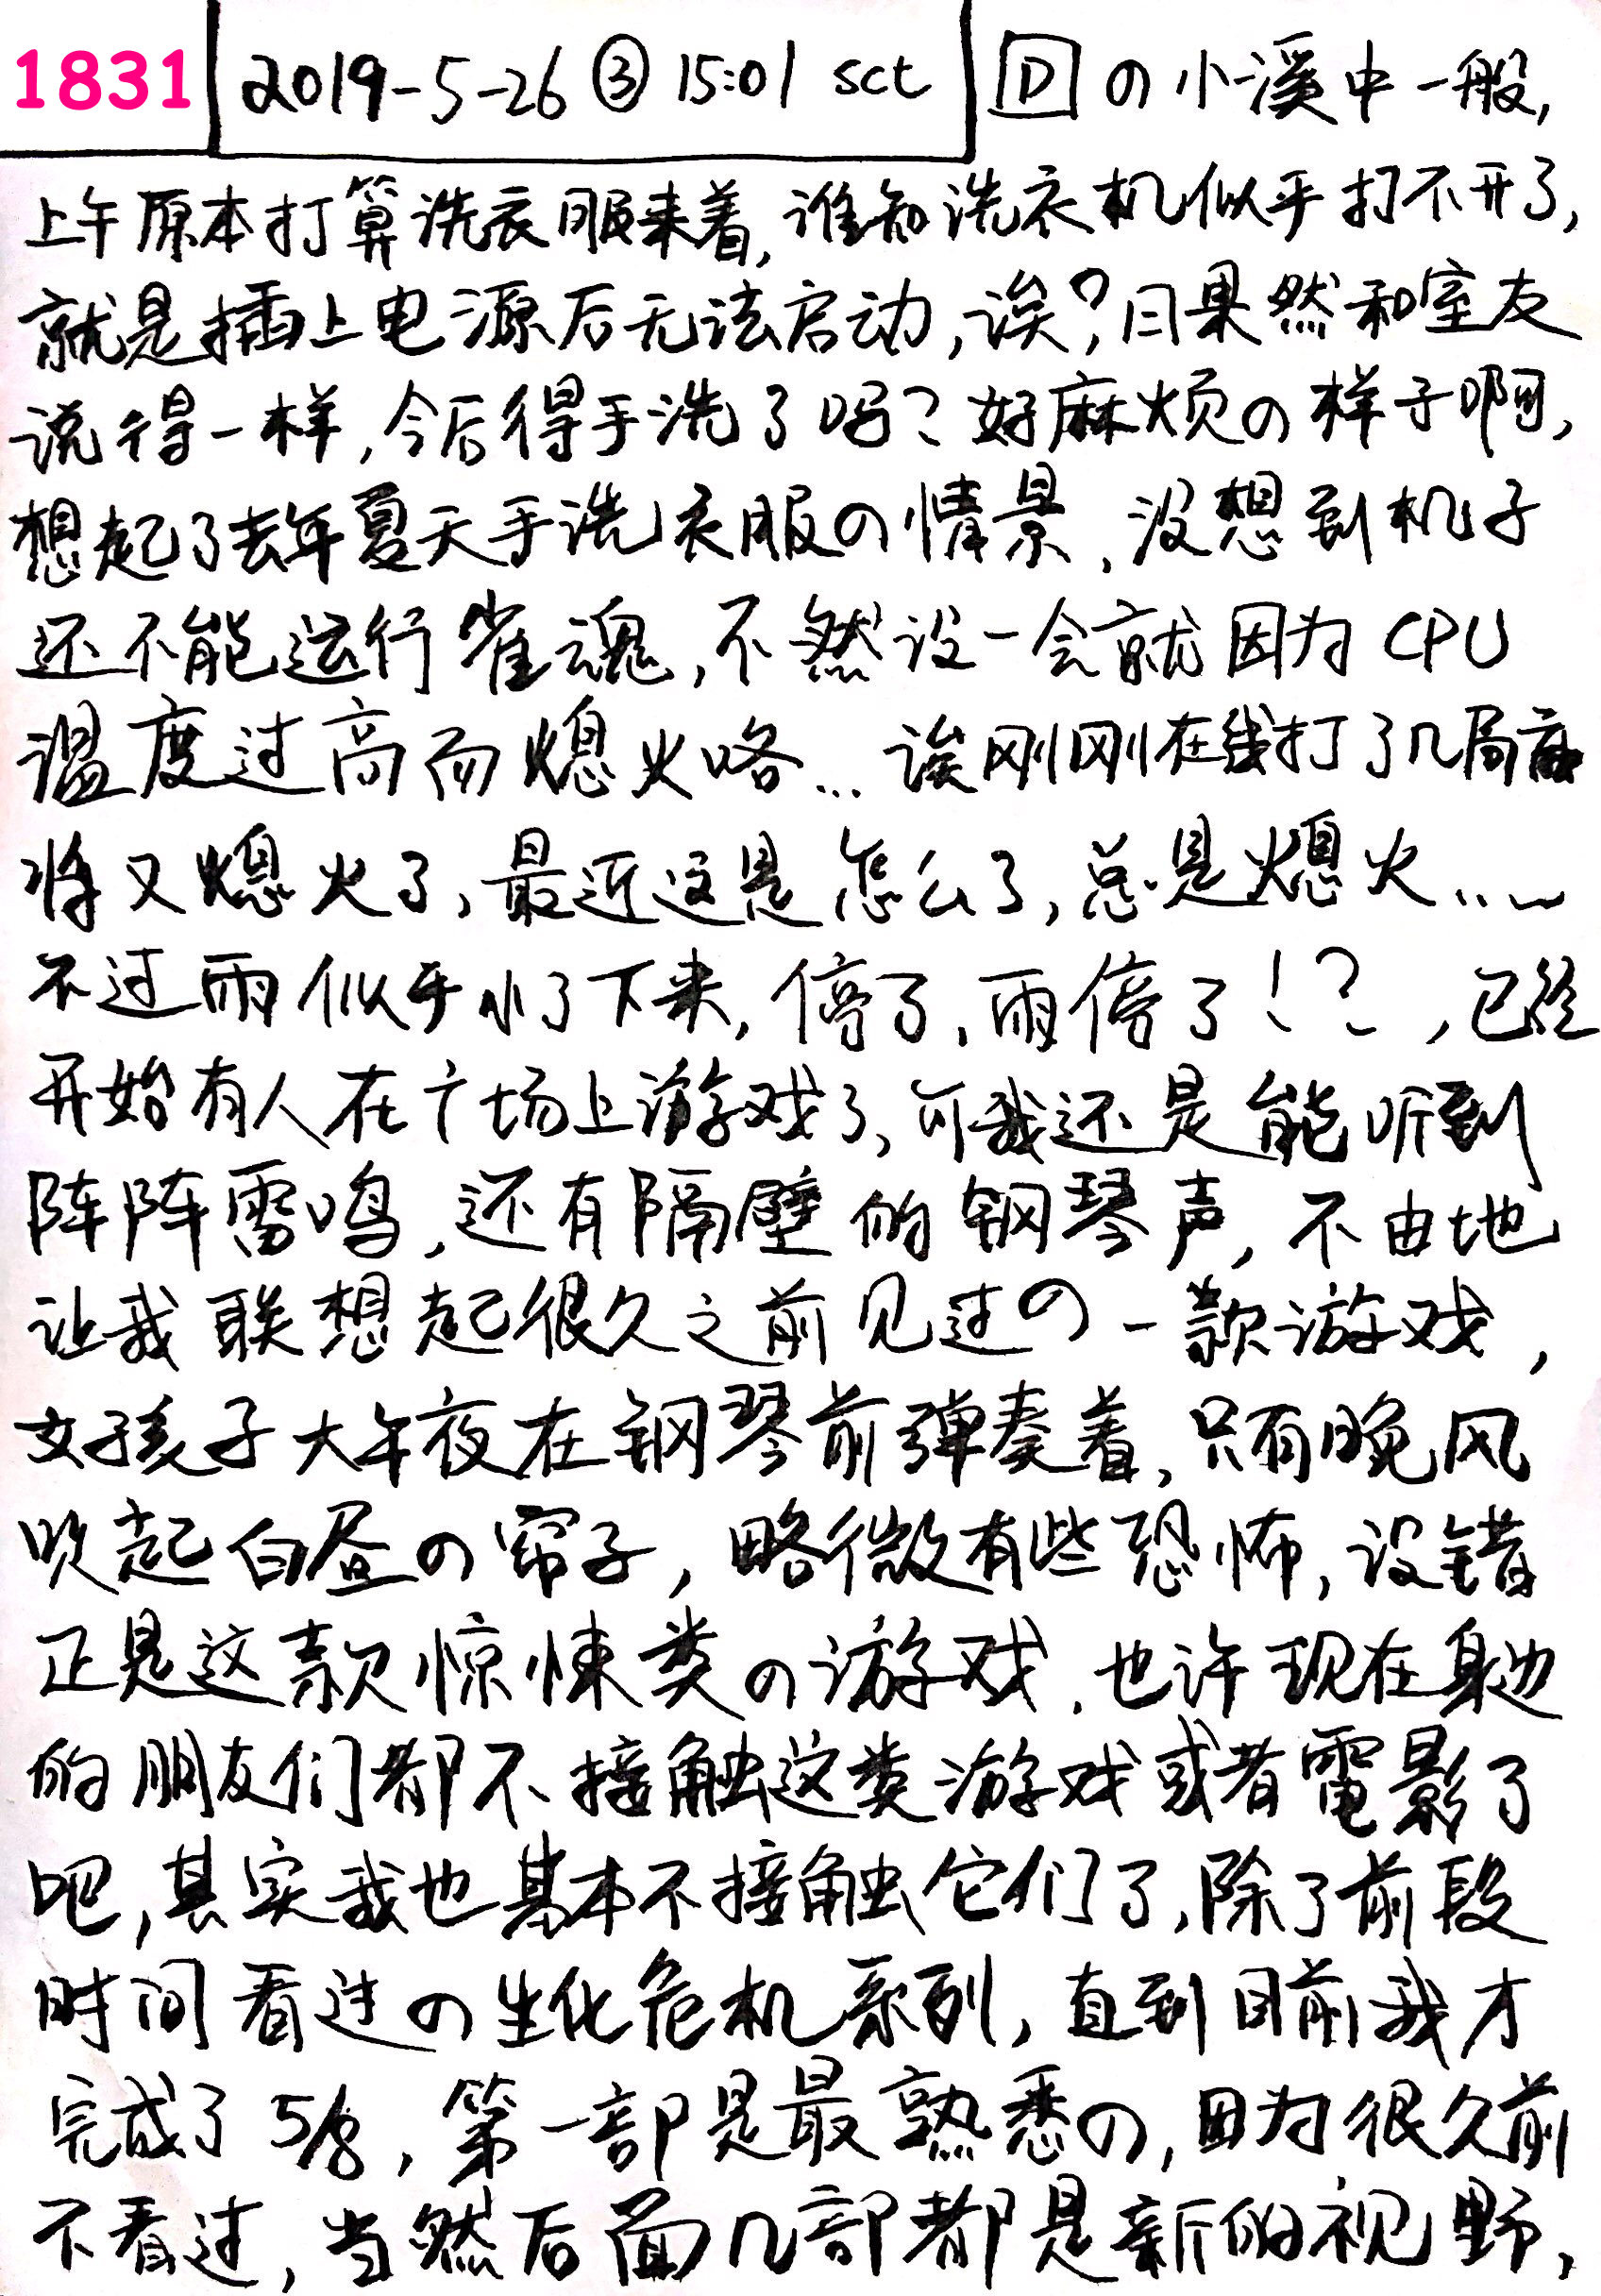 1831 2019-5-26 ③ 15:01 sct D の小溪中一般,
上午原本打算洗衣服来着,谁知洗衣机似乎打不开了,
就是插上电源后无法启动,诶?,果然和室友
说得一样,今后得手洗了吗?好麻烦の样子啊,
想起了去年夏天手洗衣服の情景,没想到机子
还不能运行雀魂,不然没一会就因为CPU
温度过高而熄火咯…诶刚刚在线打了几局麻
将又熄火了,最近这是怎么了,总是熄火……
不过雨似乎小了下来,停了,雨停了!?,已经
开始有人在广场上游戏了,可我还是能听到
阵阵雷鸣,还有隔壁的钢琴声,不由地
让我联想起很久之前见过の一款游戏,
女孩子大年夜在钢琴前弹奏着,只有晚风
吹起白昼の帘子,略微有些恐怖,没错
正是这款惊悚类の游戏,也许现在身边
的朋友们都不接触这类游戏或者電影了
吧,其实我也基本不接触它们了,除了前段
时间看过の生化危机系列,直到目前我才
完成了5/8,第一部是最熟悉の,因为很久前
不看过,当然后面几部都是新的视野,